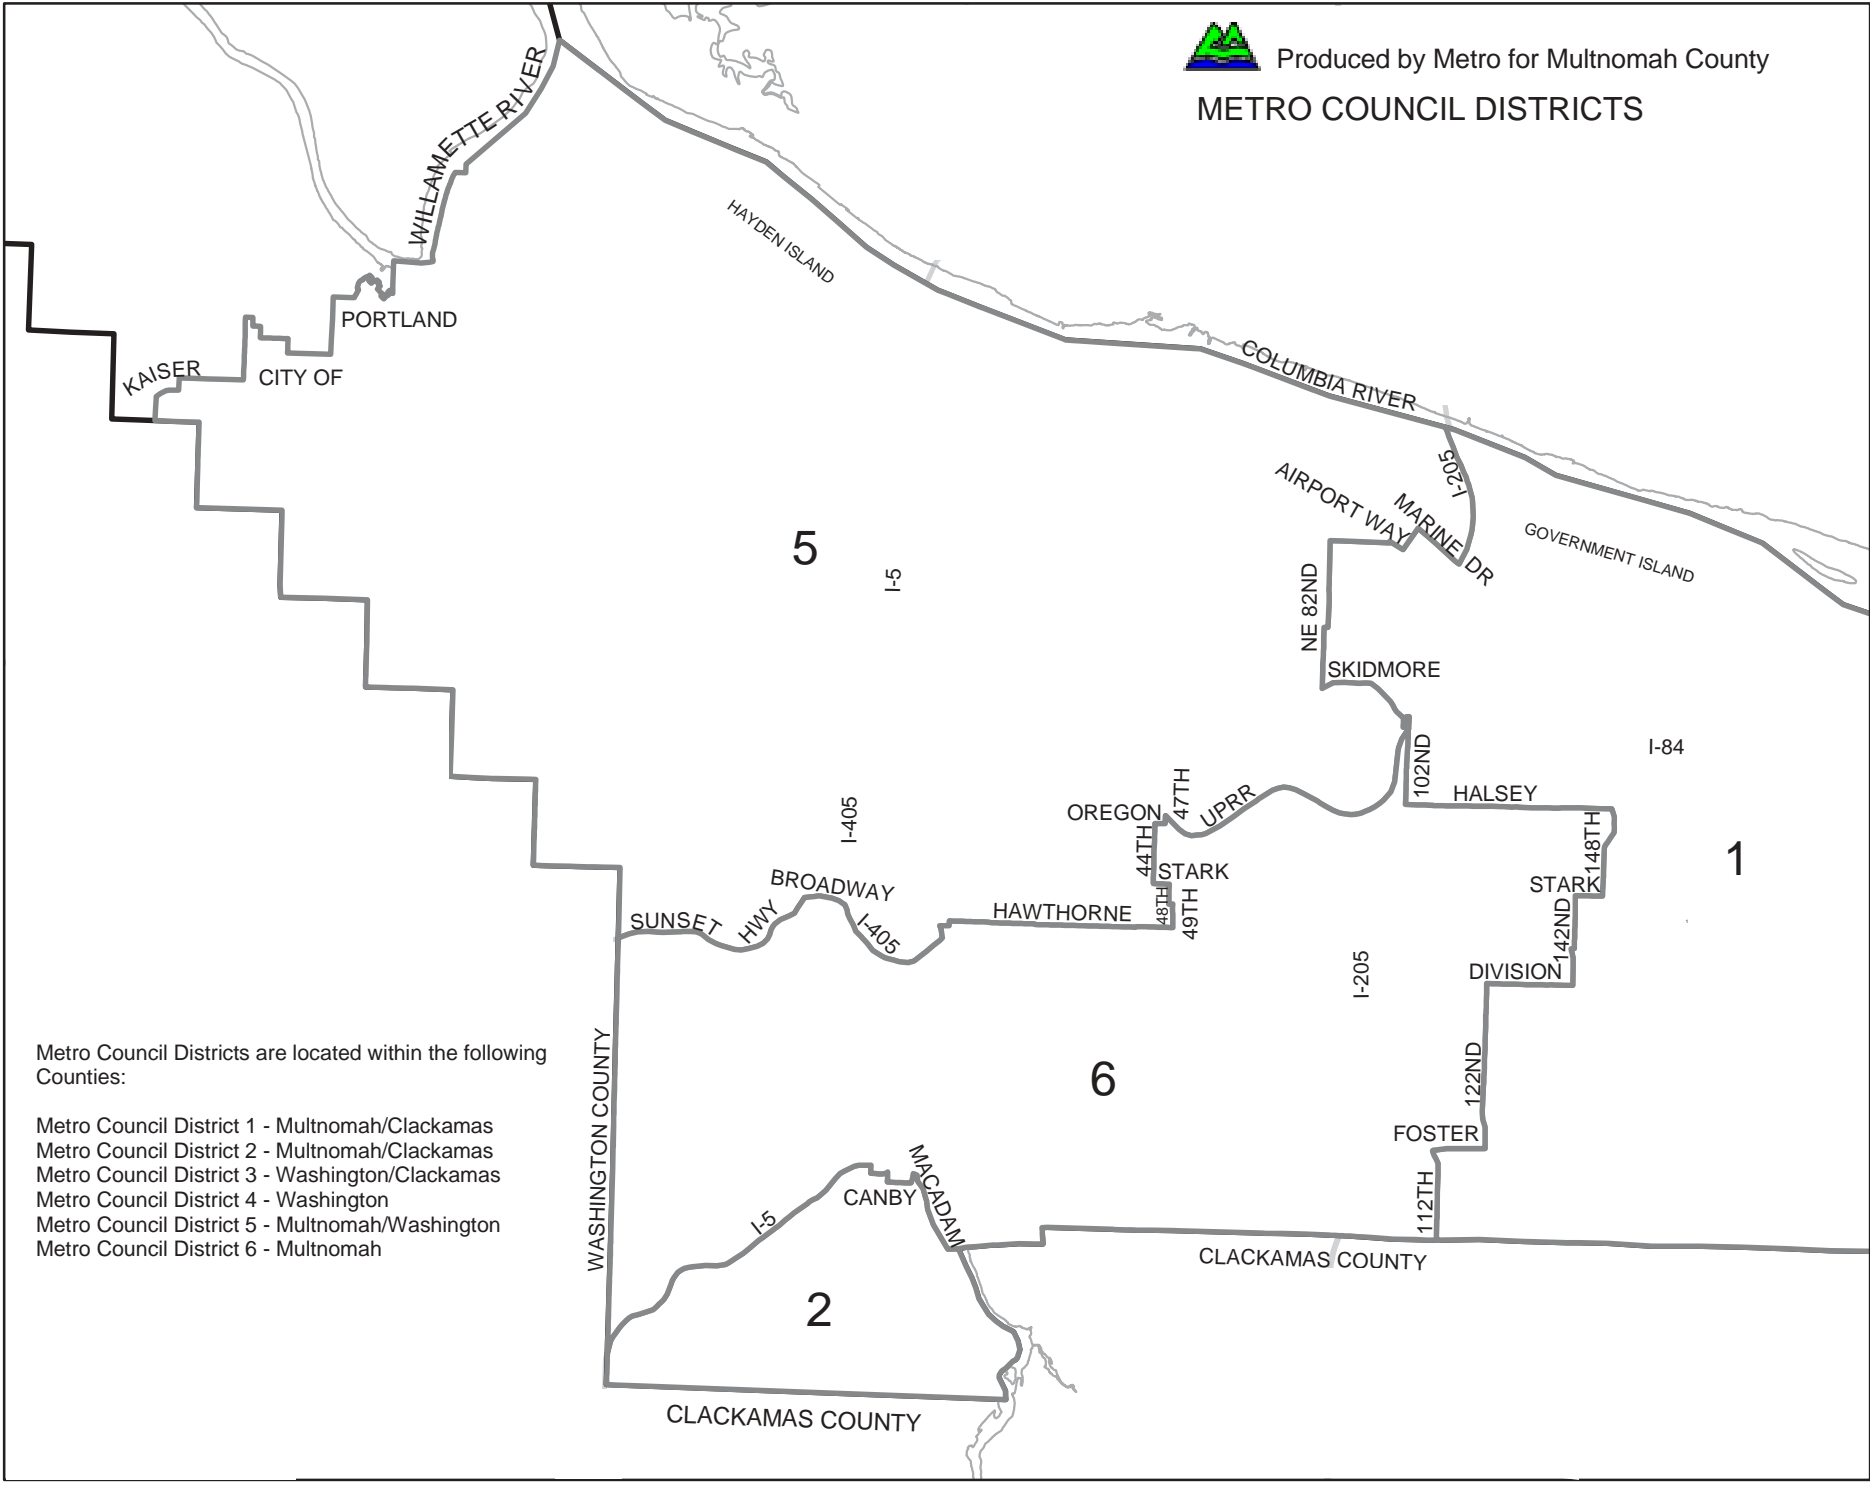 Produced by Metro for Multnomah County
METRO COUNCIL DISTRICTS
WILLAMETTE RIVER
HAYDEN ISLAND
PORTLAND
KAISER
CITY OF
COLUMBIA RIVER
I-205
AIRPORT WAY
MARINE DR
GOVERNMENT ISLAND
5
I-5
NE 82ND
SKIDMORE
I-84
102ND
HALSEY
47TH
UPRR
OREGON
I-405
44TH
148TH
1
STARK
STARK
BROADWAY
48TH
49TH
HAWTHORNE
SUNSET
HWY
I-405
142ND
DIVISION
I-205
WASHINGTON COUNTY
6
122ND
FOSTER
112TH
MACADAM
CANBY
I-5
CLACKAMAS COUNTY
2
CLACKAMAS COUNTY
Metro Council Districts are located within the following
Counties:
Metro Council District 1 - Multnomah/Clackamas
Metro Council District 2 - Multnomah/Clackamas
Metro Council District 3 - Washington/Clackamas
Metro Council District 4 - Washington
Metro Council District 5 - Multnomah/Washington
Metro Council District 6 - Multnomah